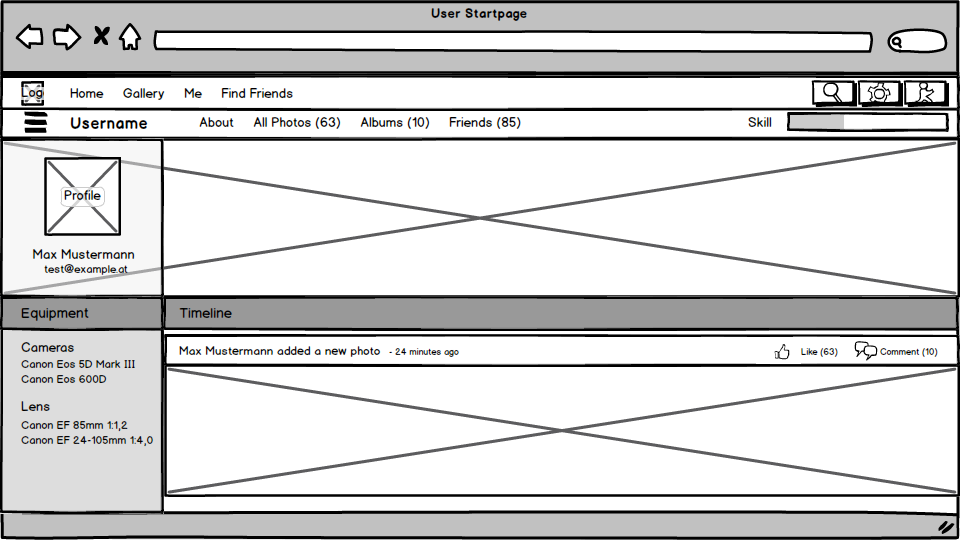 User Startpage
Log Home Gallery Me Find Friends
Username About All Photos (63) Albums (10) Friends (85) Skill
Profile
Max Mustermann
test@example.at
Equipment Timeline
Cameras
Max Mustermann added a new photo - 24 minutes ago Like (63) Comment (10)
Canon Eos 5D Mark III
Canon Eos 600D
Lens
Canon EF 85mm 1:1,2
Canon EF 24-105mm 1:4,0